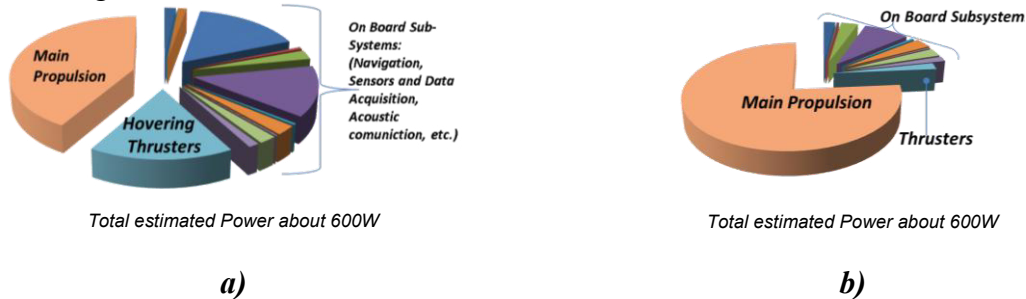 Main
Propulsion
Hovering
Thrusters
On Board Sub-
Systems:
(Navigation,
Sensors and Data
Acquisition,
Acoustic
comuniction, etc.)
Total estimated Power about 600W
a)
On Board Subsystem
Main Propulsion
Thrusters
Total estimated Power about 600W
b)